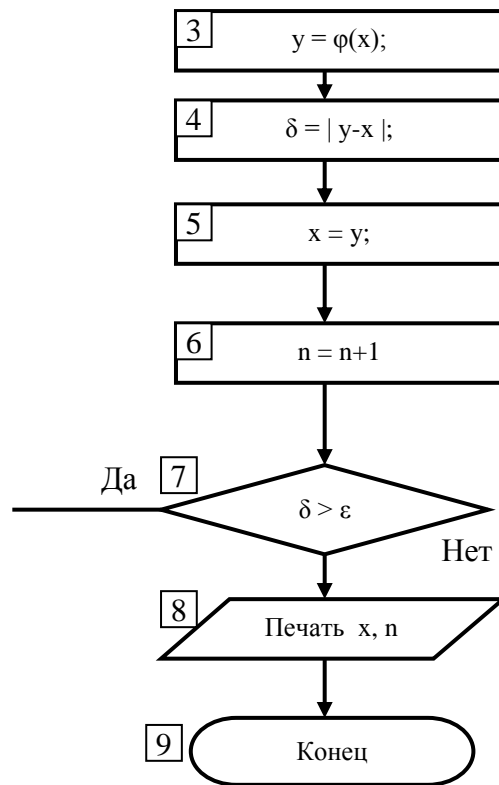 3
y = φ(x);
4
δ = | y-x |;
5
x = y;
6
n = n+1
Да
7
δ > ε
Нет
8
Печать x, n
9
Конец